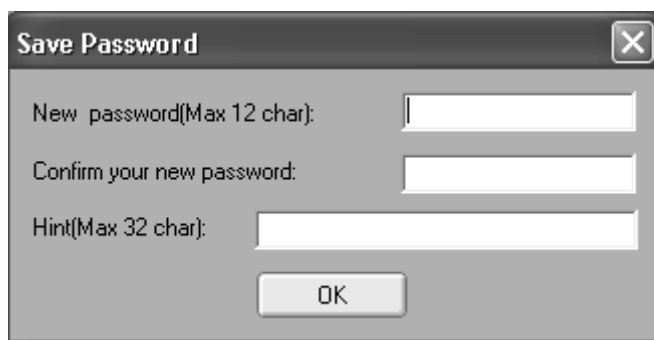 Save Password
New  password(Max 12 char):
Confirm your new password:
Hint(Max 32 char):
OK